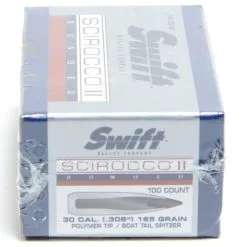 SCIROCCO II
BONDED
Swift
BULLET COMPANY
SCIROCCO II
BONDED
100 COUNT
30 CAL. (.308") 165 GRAIN
POLYMER TIP / BOAT TAIL SPITZER